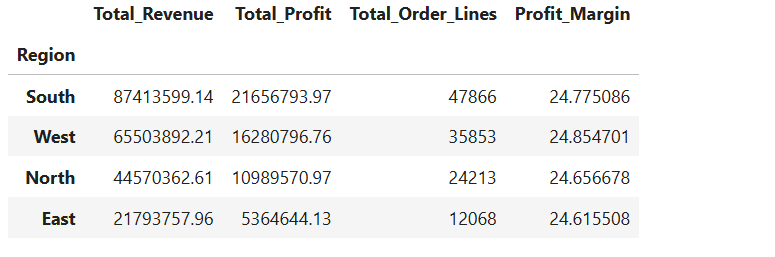 Total_Revenue Total_Profit Total_Order_Lines Profit_Margin
Region
South 87413599.14 21656793.97 47866 24.775086
West 65503892.21 16280796.76 35853 24.854701
North 44570362.61 10989570.97 24213 24.656678
East 21793757.96 5364644.13 12068 24.615508